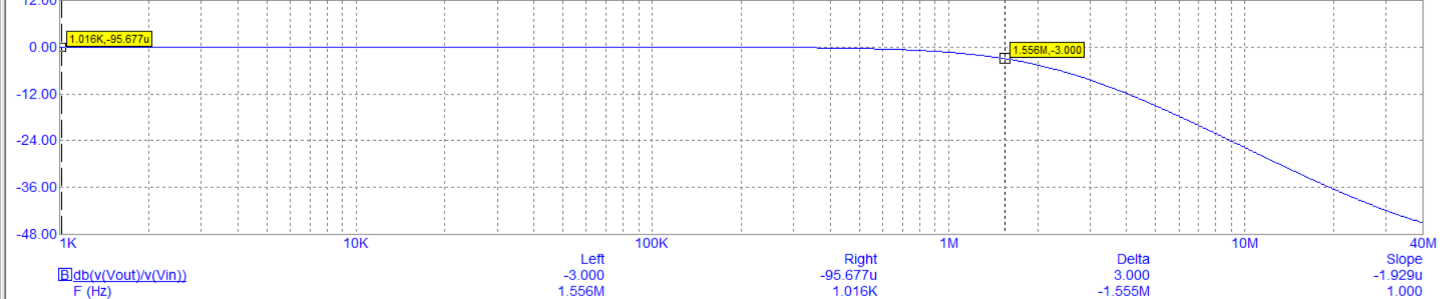 12.00
1.016K,-95.677u
0.00
1.556M,-3.000
-12.00
-24.00
-36.00
-48.00
1K 10K 100K 1M 10M 40M
Left Right Delta Slope
B db(v(Vout)/v(Vin)) -3.000 -95.677u 3.000 -1.929u
F (Hz) 1.556M 1.016K -1.555M 1.000